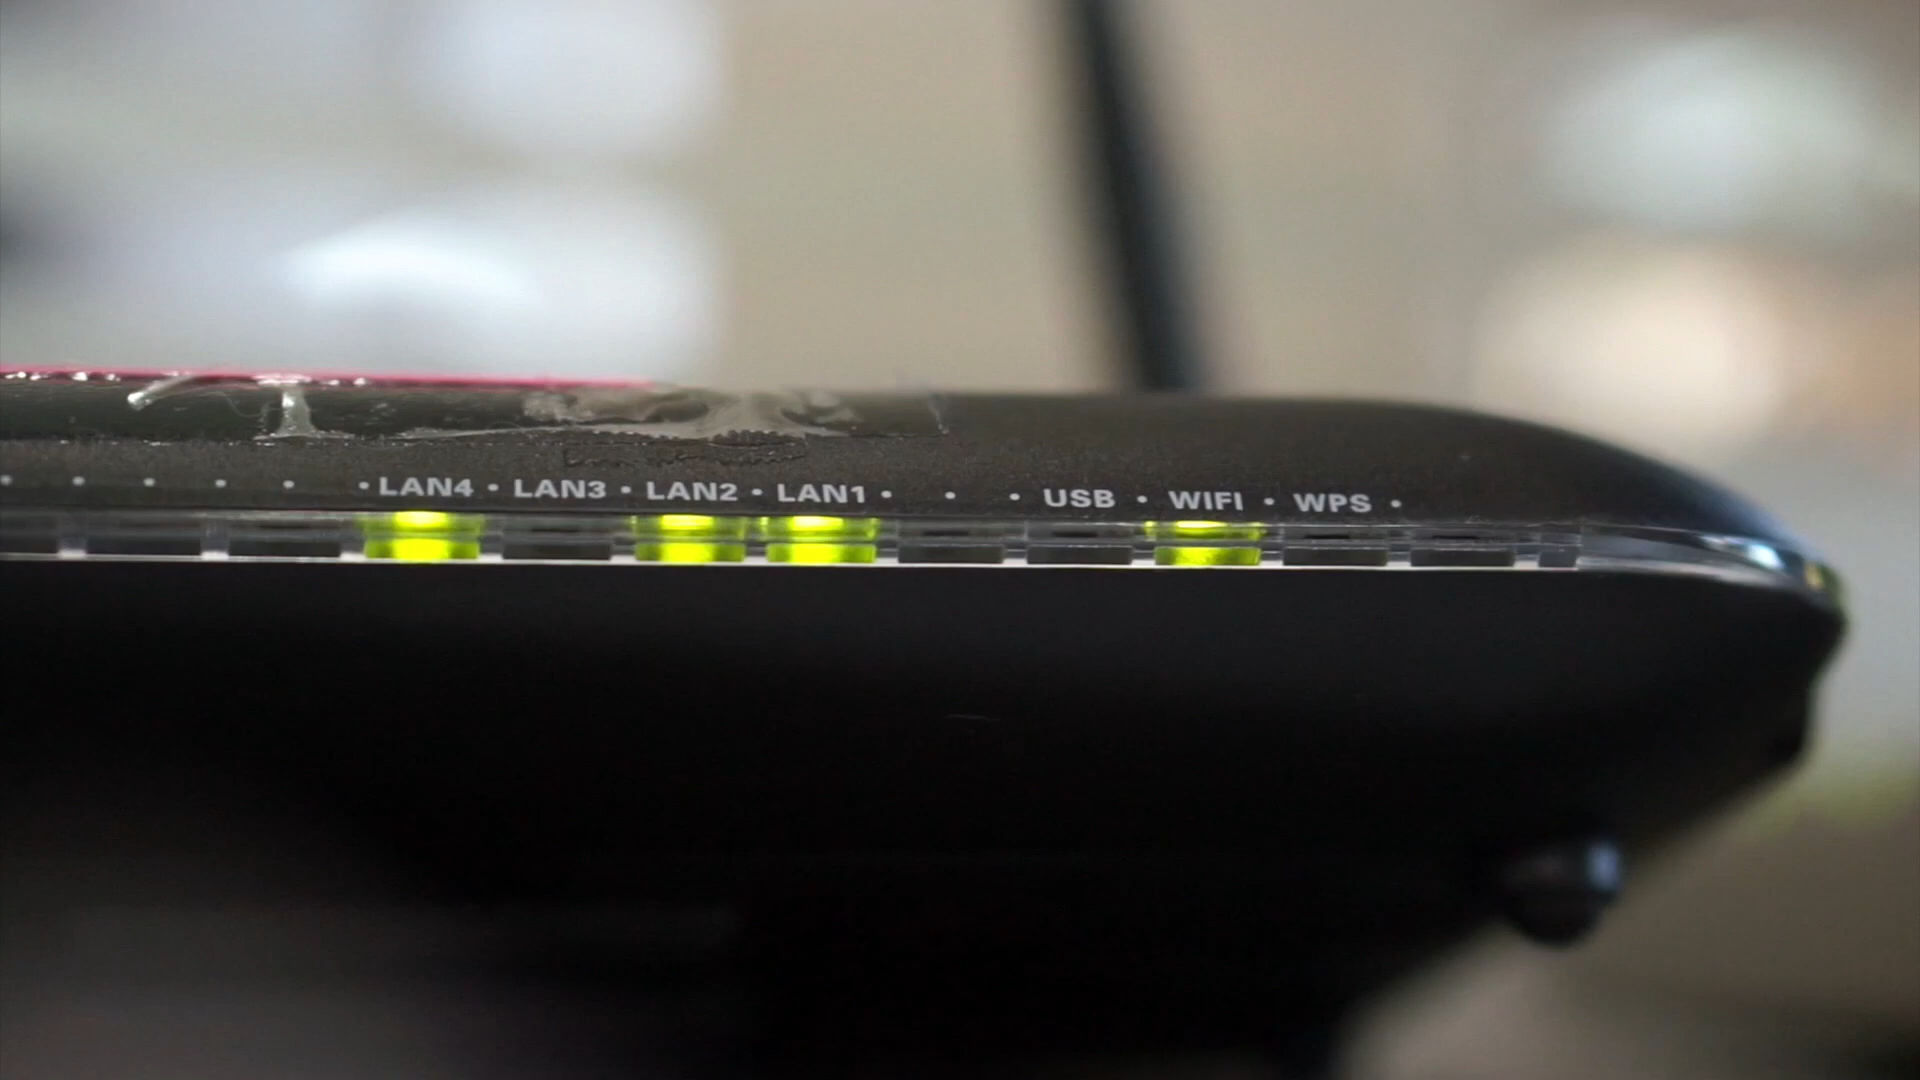 LAN4 • LAN3 • LAN2 • LAN1 • • • USB • WIFI • WPS •